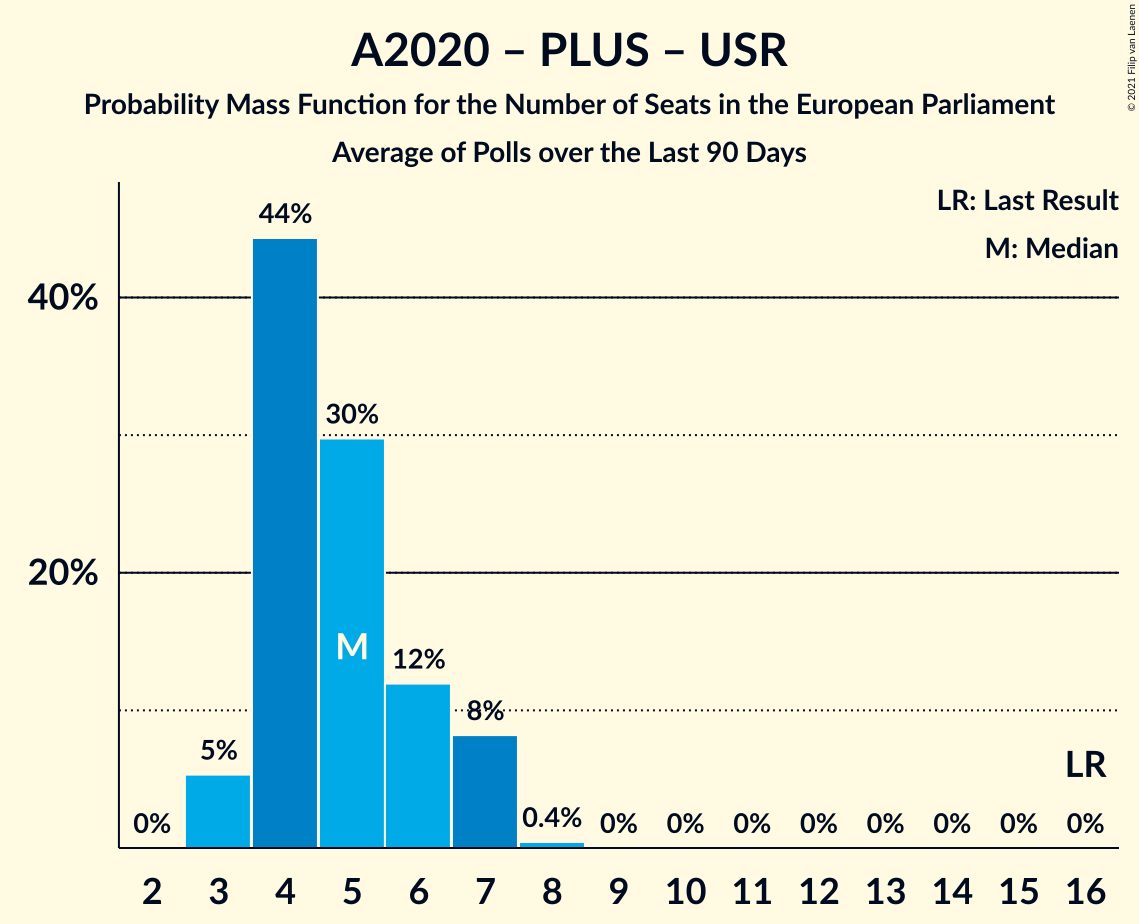 A2020 – PLUS – USR
Probability Mass Function for the Number of Seats in the European Parliament
Average of Polls over the Last 90 Days
© 2021 Filip van Laenen
LR: Last Result
M: Median
44%
40%
30%
20%
M
12%
8%
5%
LR
0%
0.4%
0%
0%
0%
0%
0%
0%
0%
0%
2 3 4 5 6 7 8 9 10 11 12 13 14 15 16